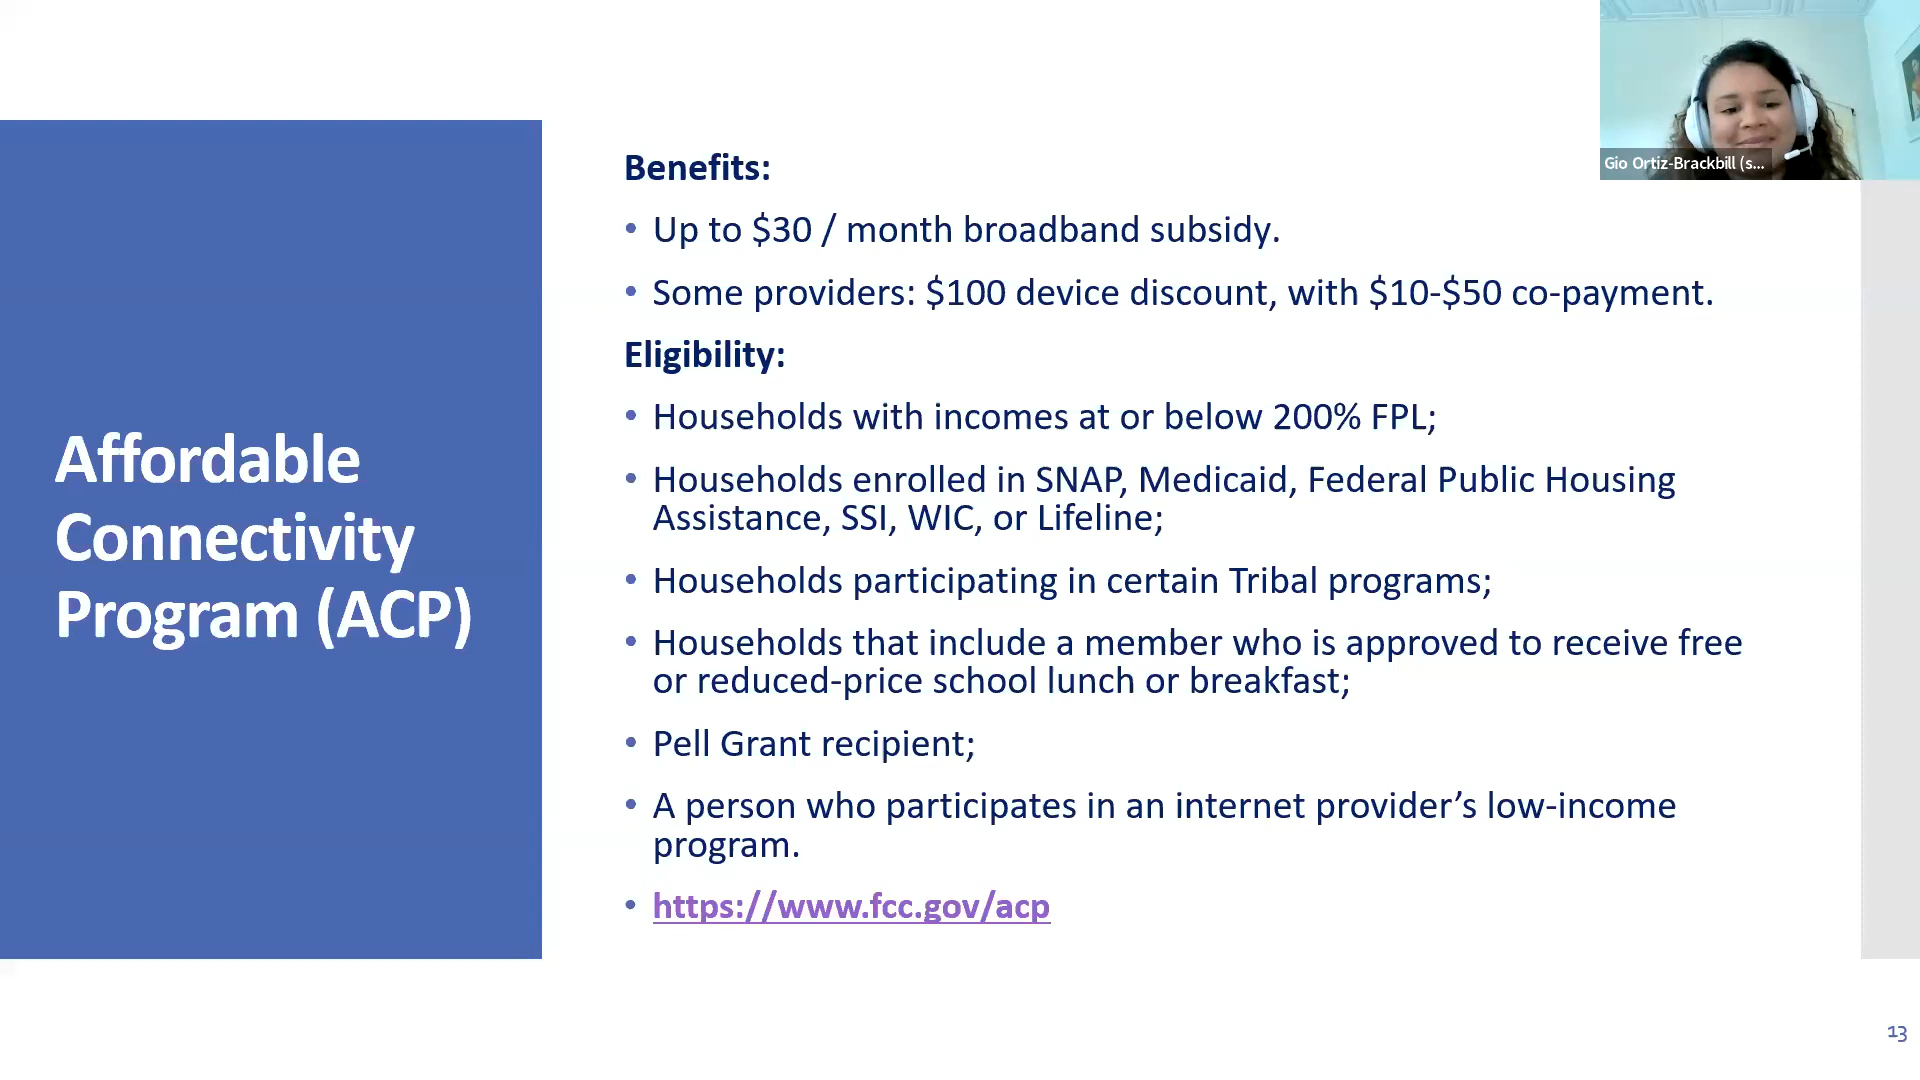 Affordable
Connectivity
Program (ACP)
Benefits:
• Up to $30 / month broadband subsidy.
• Some providers: $100 device discount, with $10-$50 co-payment.
Eligibility:
• Households with incomes at or below 200% FPL;
• Households enrolled in SNAP, Medicaid, Federal Public Housing
Assistance, SSI, WIC, or Lifeline;
• Households participating in certain Tribal programs;
• Households that include a member who is approved to receive free
or reduced-price school lunch or breakfast;
• Pell Grant recipient;
• A person who participates in an internet provider’s low-income
program.
• https://www.fcc.gov/acp
Gio Ortiz-Brackbill (s...
13